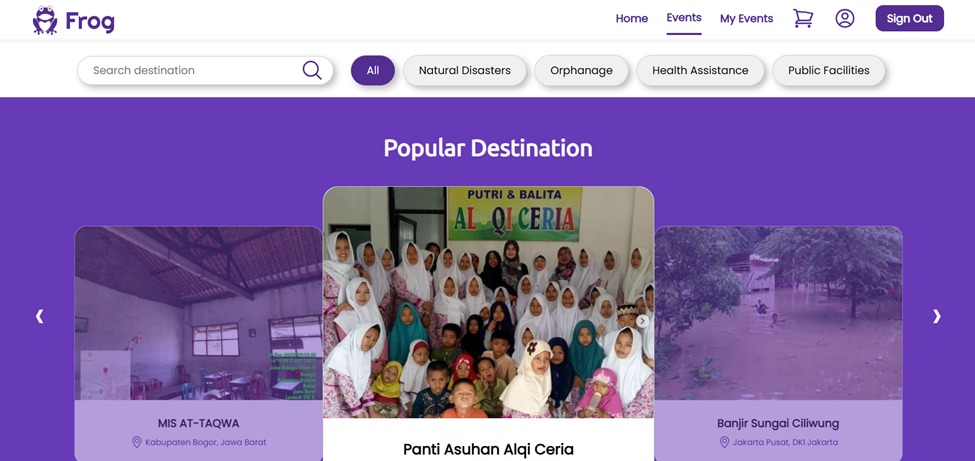 Frog
Home
Events
My Events
Sign Out
Search destination
All
Natural Disasters
Orphanage
Health Assistance
Public Facilities
Popular Destination
PUTRI & BALITA
AL-QI CERIA
MIS AT-TAQWA
Kabupaten Bogor, Jawa Barat
Panti Asuhan Alqi Ceria
Banjir Sungai Ciliwung
Jakarta Pusat, DKI Jakarta